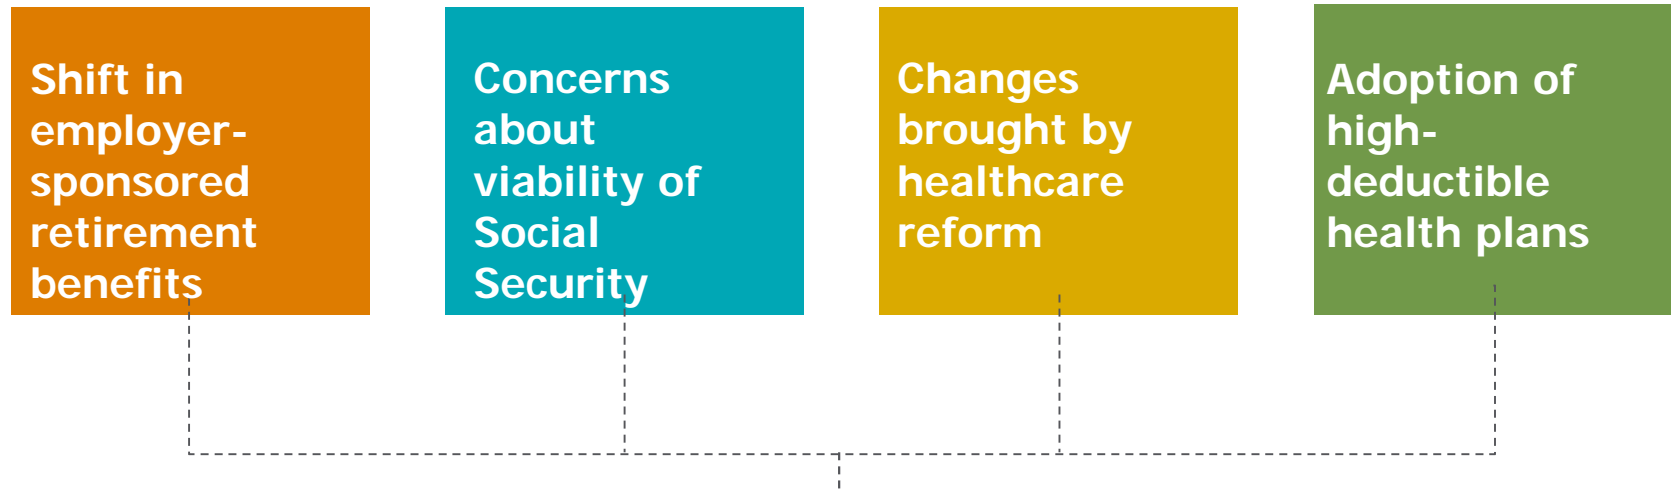 Shift in
employer-
sponsored
retirement
benefits
Concerns
about
viability of
Social
Security
Changes
brought by
healthcare
reform
Adoption of
high-
deductible
health plans